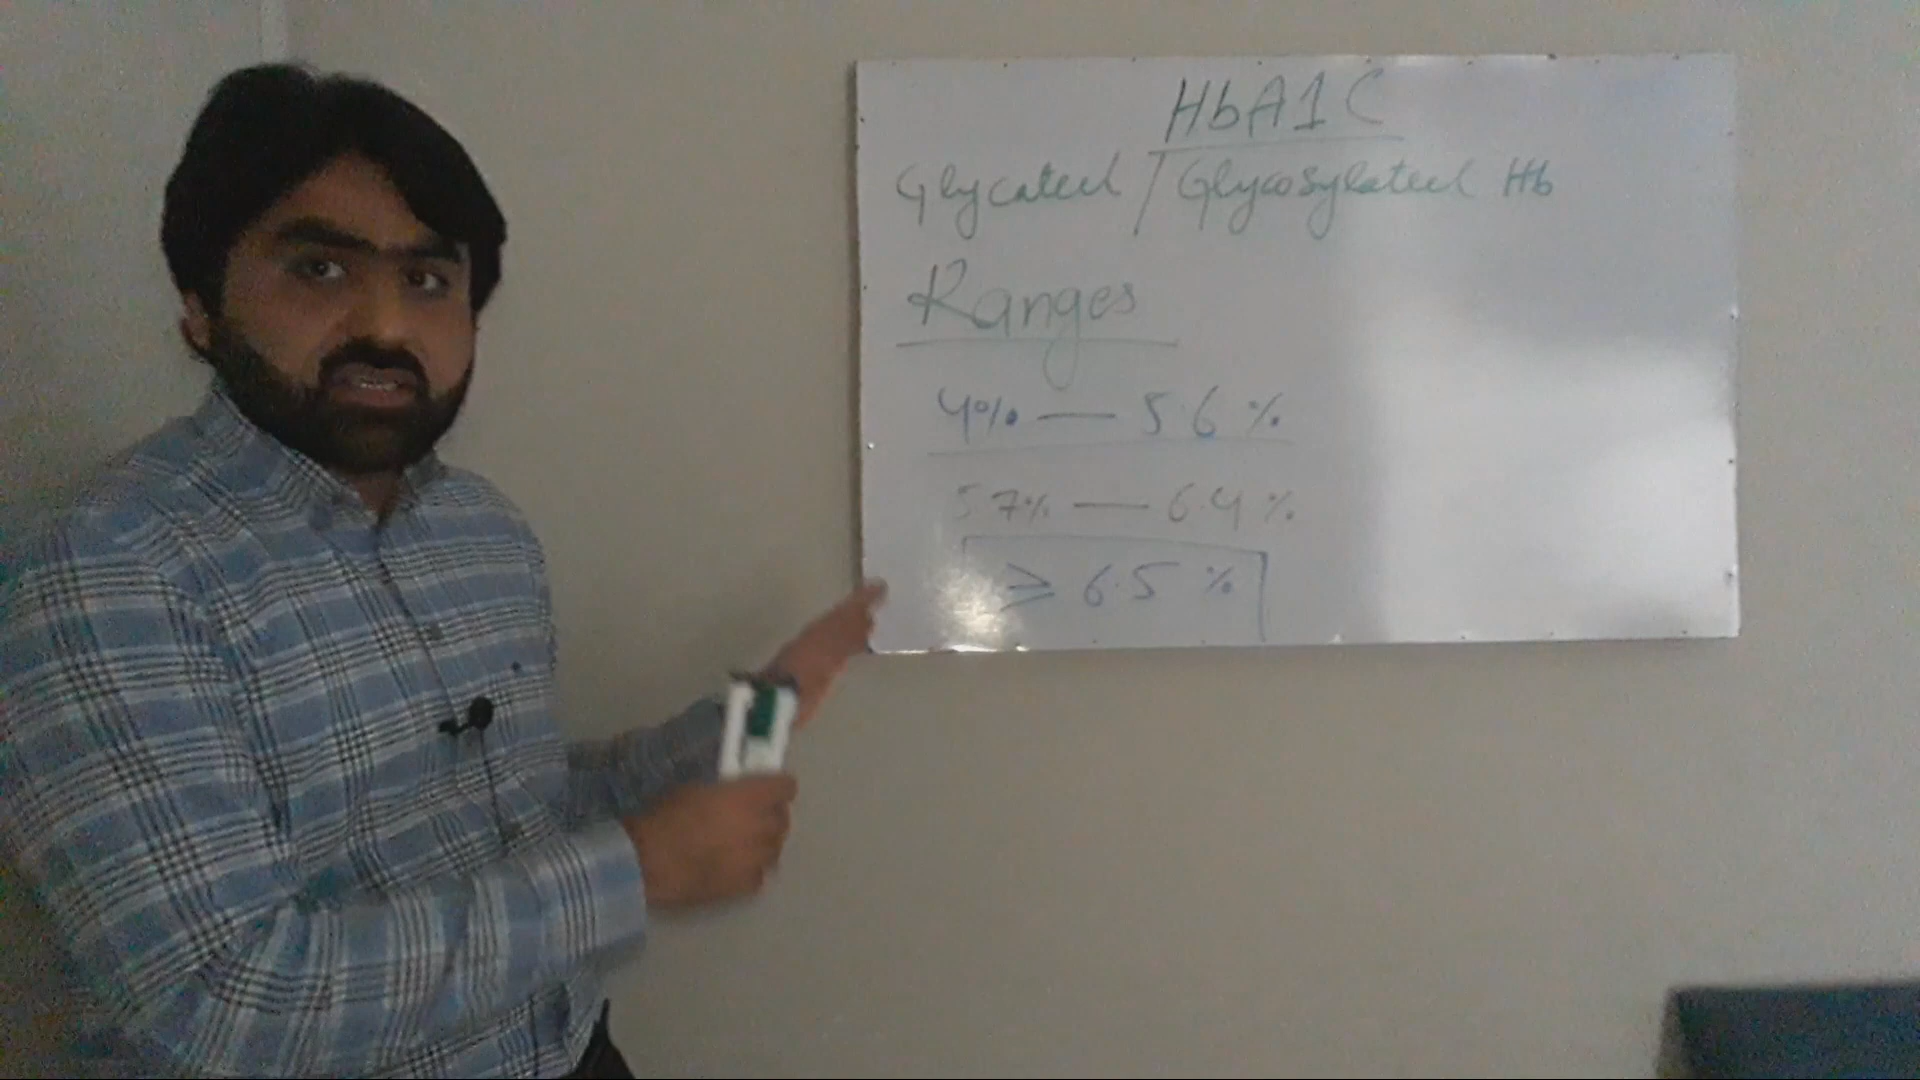 HbA1C
Glycated / Glycosylated Hb
Ranges
4% — 5.6 %
5.7% — 6.4 %
≥ 6.5 %